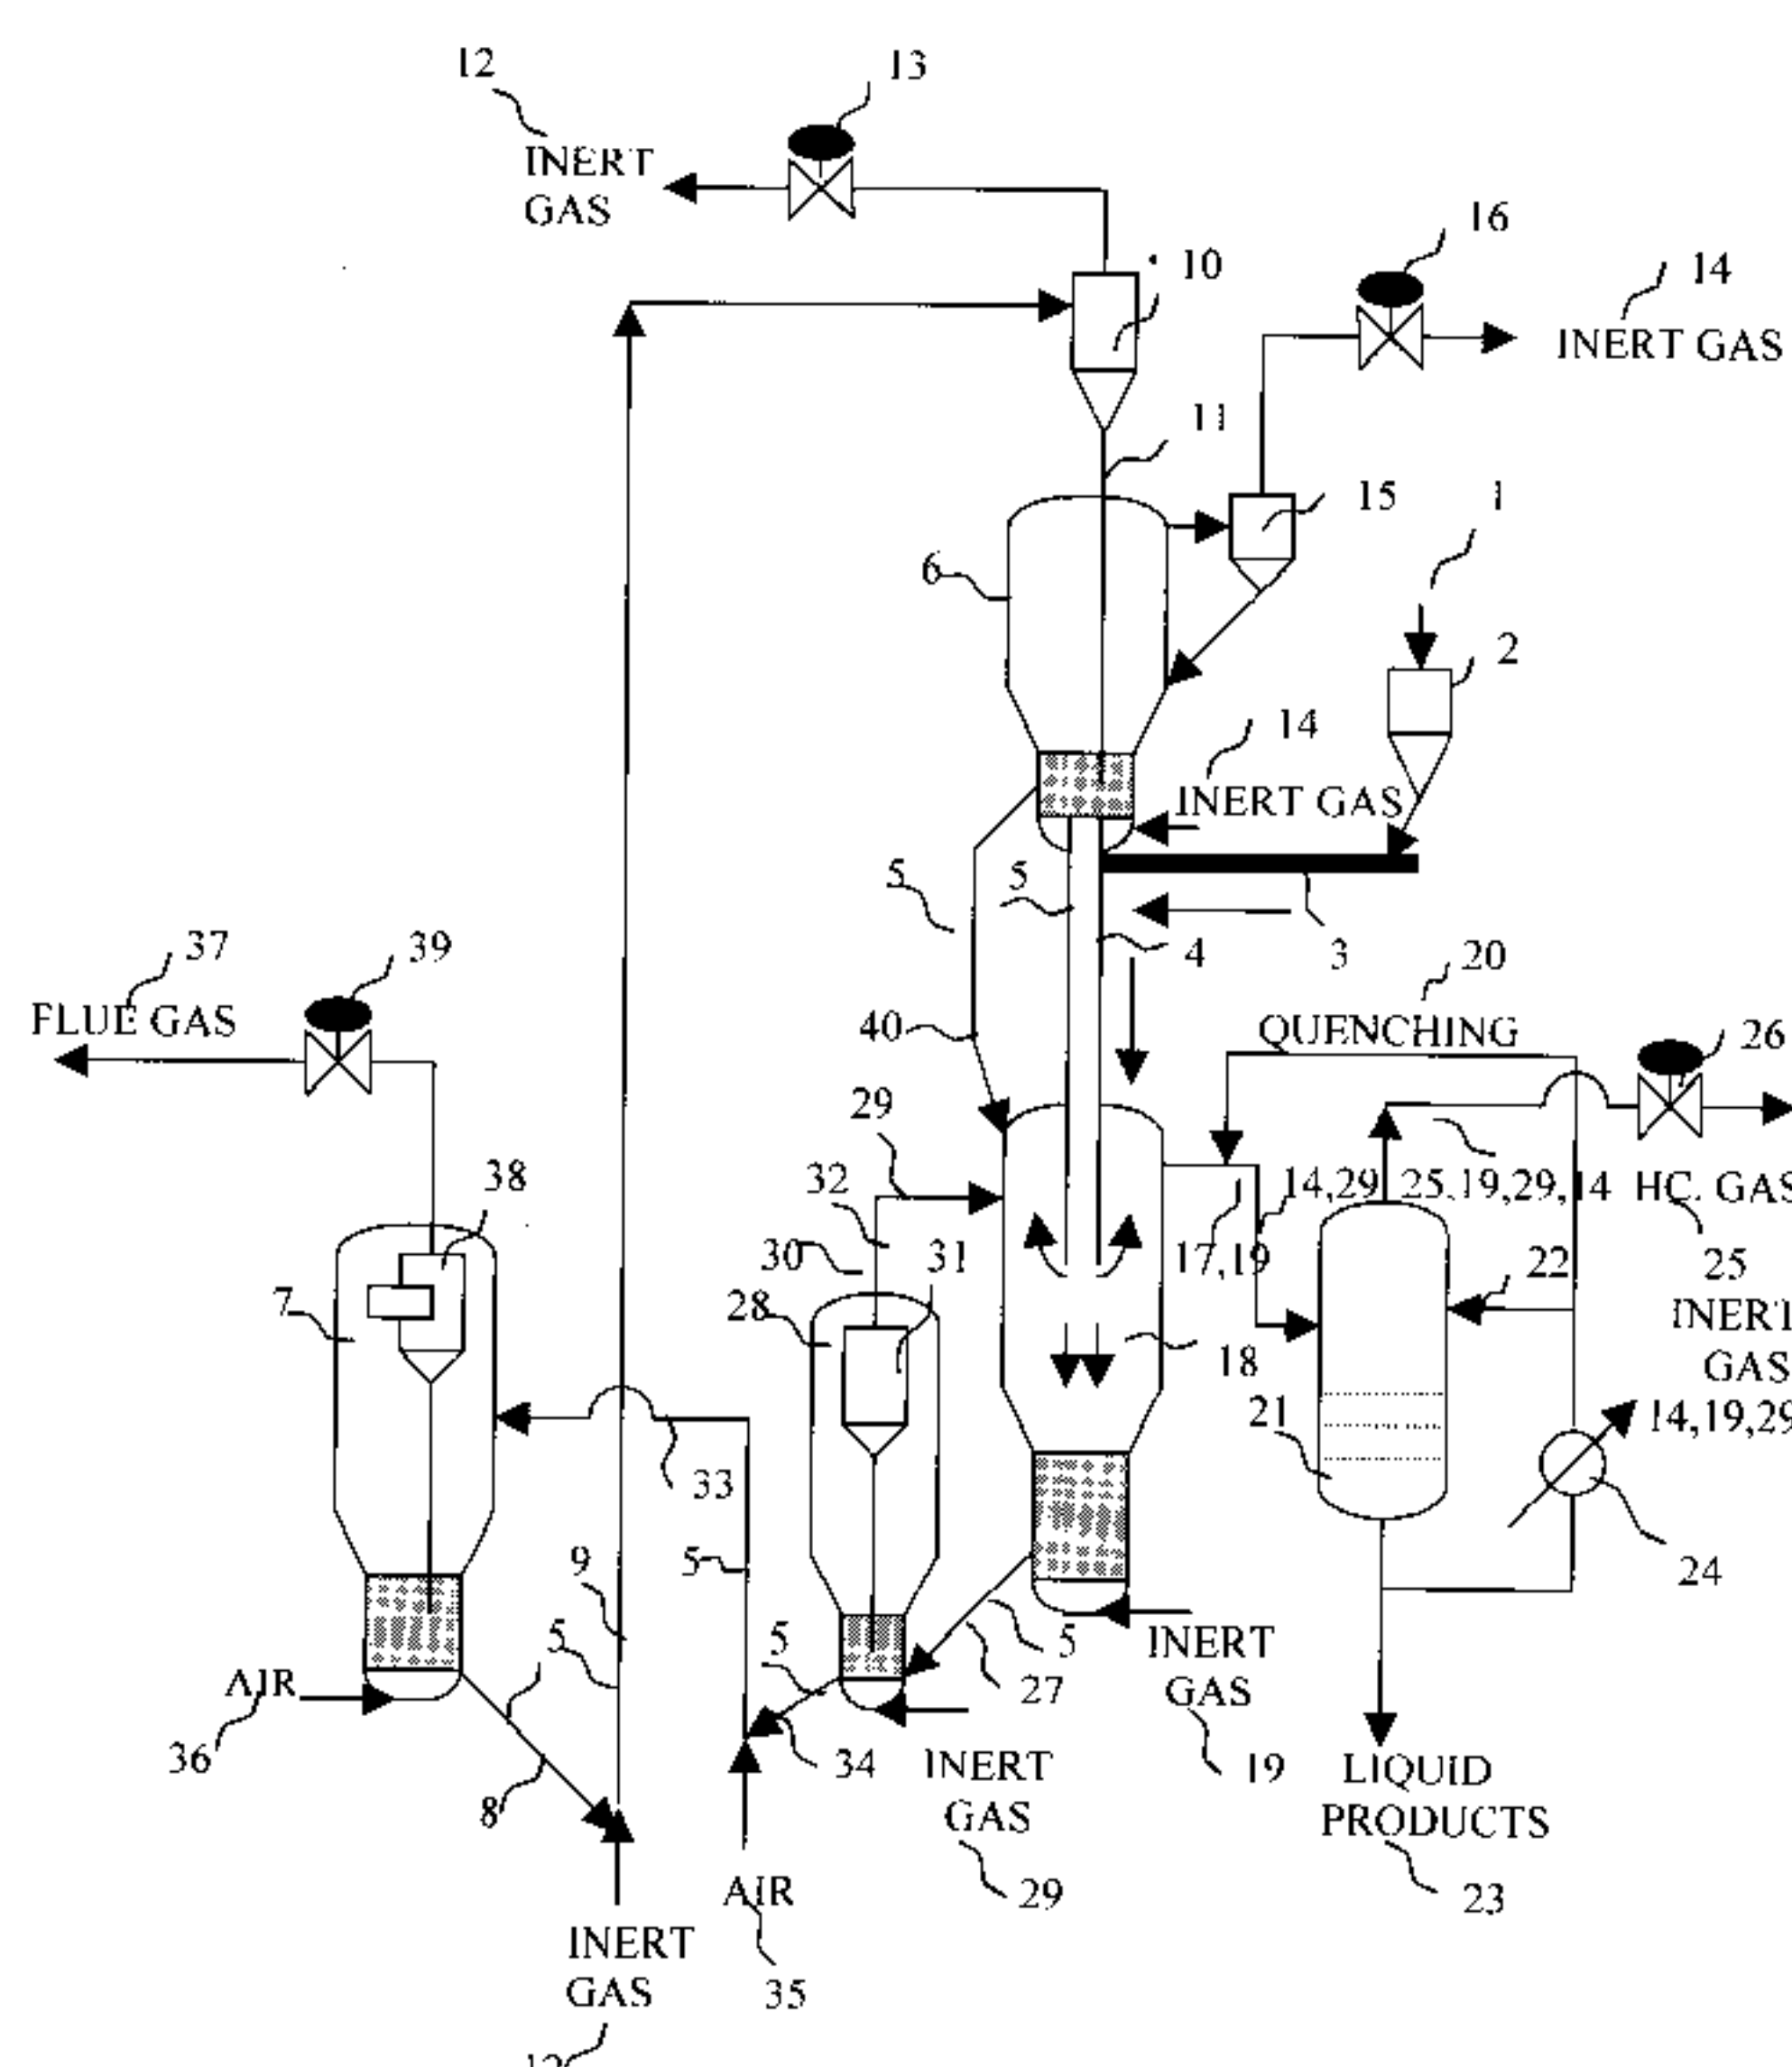 12
13
INERT
GAS
16
14
10
INERT GAS
11
15
1
6
2
14
INERT GAS
5
5
37
39
4
3
20
FLUE GAS
40
QUENCHING
26
29
38
32
14,29
25,19,29,14
HC. GAS
30
31
17,19
22
25
7
28
INERT
GAS
18
21
14,19,29
33
9
5
24
5
5
5
INERT
GAS
AIR
27
36
34
INERT
GAS
19
LIQUID
PRODUCTS
8
AIR
29
23
INERT
GAS
35
12